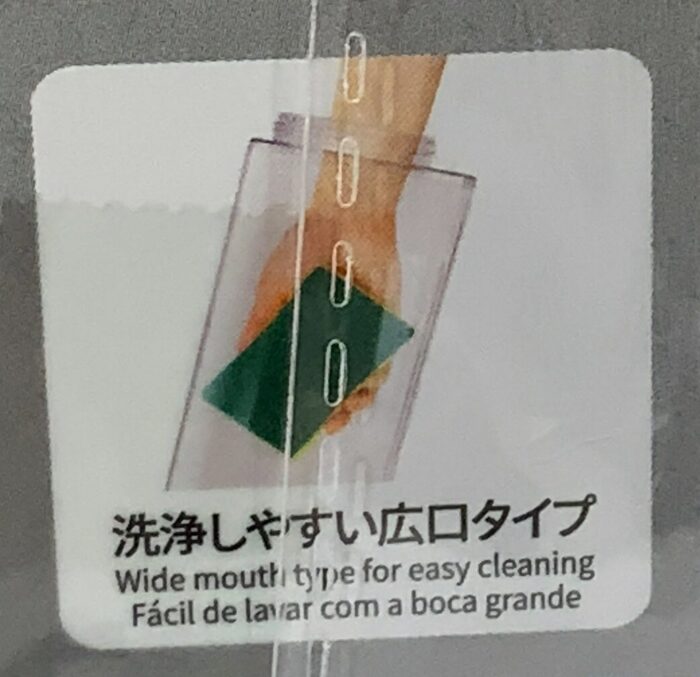 洗浄しやすい広口タイプ
Wide mouth type for easy cleaning
Fácil de lavar com a boca grande